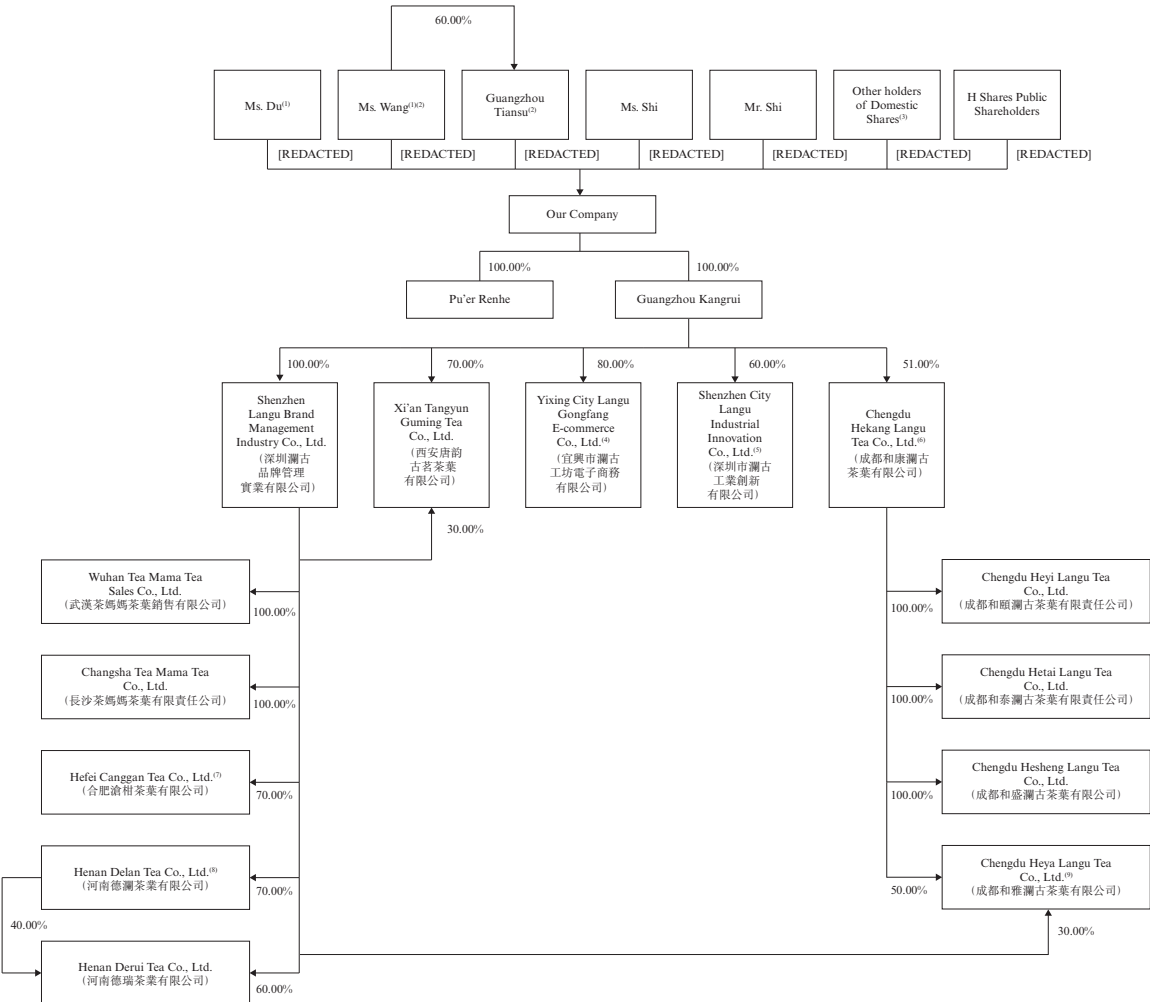 60.00%
Ms. Du(1)
Ms. Wang(1)(2)
Guangzhou
Tiansu(2)
Ms. Shi
Mr. Shi
Other holders
of Domestic
Shares(3)
H Shares Public
Shareholders
[REDACTED]
[REDACTED]
[REDACTED]
[REDACTED]
[REDACTED]
[REDACTED]
[REDACTED]
Our Company
100.00%
100.00%
Pu'er Renhe
Guangzhou Kangrui
100.00%
70.00%
80.00%
60.00%
51.00%
Shenzhen
Langu Brand
Management
Industry Co., Ltd.
(深圳瀾古
品牌管理
實業有限公司)
Xi'an Tangyun
Guming Tea
Co., Ltd.
(西安唐韵
古茗茶葉
有限公司)
Yixing City Langu
Gongfang
E-commerce
Co., Ltd.(4)
(宜興市瀾古
工坊電子商務
有限公司)
Shenzhen City
Langu
Industrial
Innovation
Co., Ltd.(5)
(深圳市瀾古
工業創新
有限公司)
Chengdu
Hekang Langu
Tea Co., Ltd.(6)
(成都和康瀾古
茶葉有限公司)
30.00%
Wuhan Tea Mama Tea
Sales Co., Ltd.
(武漢茶媽媽茶葉銷售有限公司)
100.00%
Chengdu Heyi Langu Tea
Co., Ltd.
(成都和頤瀾古茶葉有限責任公司)
100.00%
Changsha Tea Mama Tea
Co., Ltd.
(長沙茶媽媽茶葉有限責任公司)
100.00%
Chengdu Hetai Langu Tea
Co., Ltd.
(成都和泰瀾古茶葉有限責任公司)
100.00%
Hefei Canggan Tea Co., Ltd.(7)
(合肥滄柑茶葉有限公司)
70.00%
Chengdu Hesheng Langu Tea
Co., Ltd.
(成都和盛瀾古茶葉有限公司)
100.00%
Henan Delan Tea Co., Ltd.(8)
(河南德瀾茶業有限公司)
70.00%
Chengdu Heya Langu Tea
Co., Ltd.(9)
(成都和雅瀾古茶葉有限公司)
50.00%
40.00%
30.00%
Henan Derui Tea Co., Ltd.
(河南德瑞茶業有限公司)
60.00%